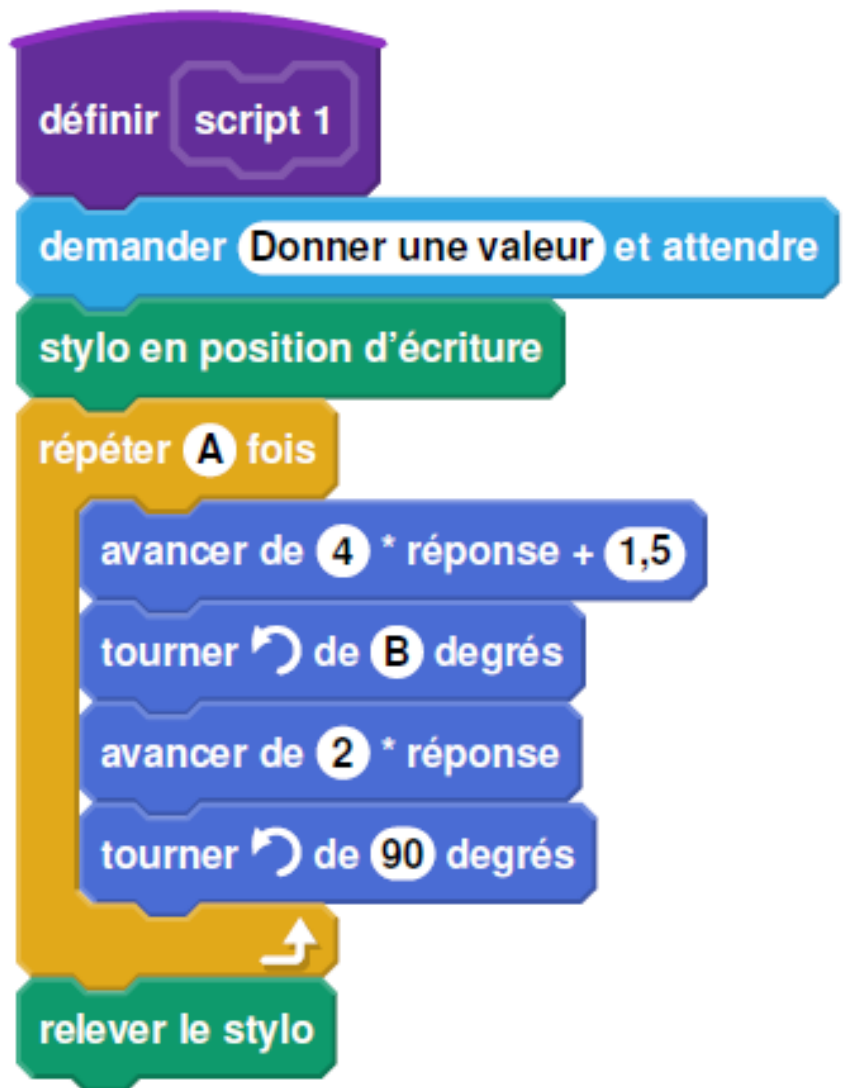 définir script 1
demander Donner une valeur et attendre
stylo en position d’écriture
répéter A fois
avancer de 4 * réponse + 1,5
tourner de B degrés
avancer de 2 * réponse
tourner de 90 degrés
relever le stylo